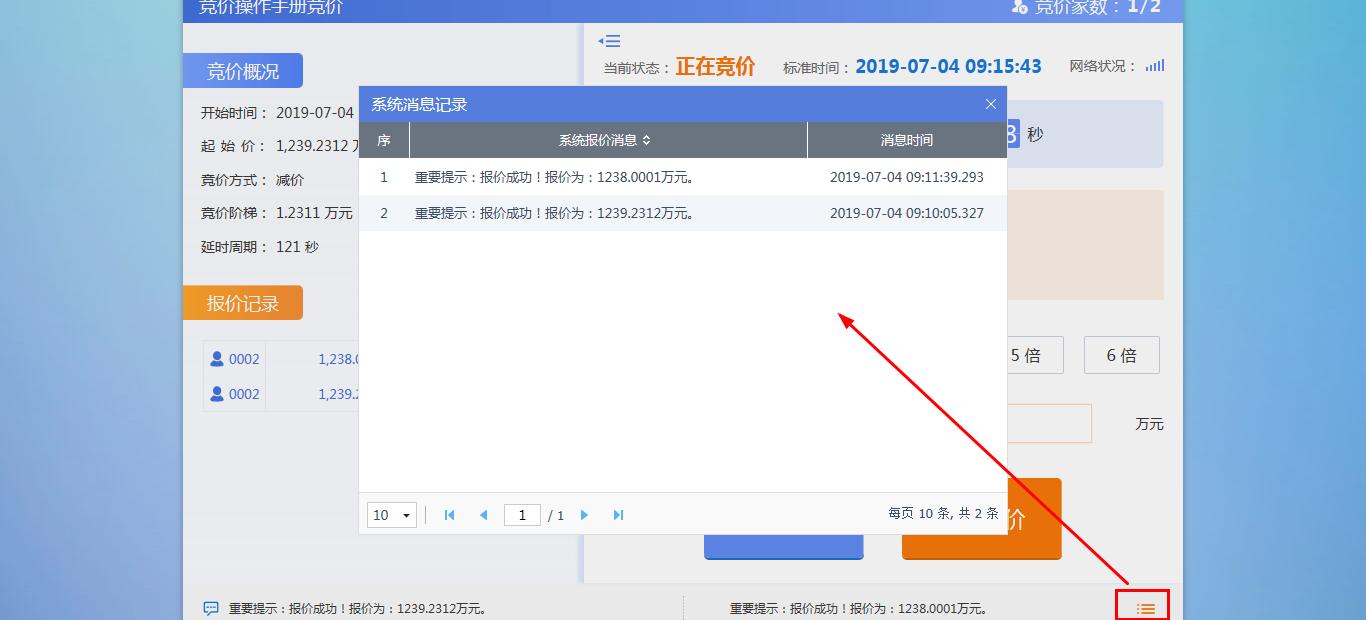 竞价操作手册竞价
竞价家数：1/2
竞价概况
当前状态：正在竞价 标准时间：2019-07-04 09:15:43 网络状况：
开始时间： 2019-07-04
起 始 价： 1,239.2312
竞价方式： 减价
竞价阶梯： 1.2311 万元
延时周期： 121 秒
报价记录
0002 1,238.0
0002 1,239.2
系统消息记录
序 系统报价消息 消息时间
1 重要提示：报价成功！报价为：1238.0001万元。 2019-07-04 09:11:39.293
2 重要提示：报价成功！报价为：1239.2312万元。 2019-07-04 09:10:05.327
10 1 / 1 每页 10 条, 共 2 条
秒
5 倍 6 倍
万元
价
重要提示：报价成功！报价为：1239.2312万元。 重要提示：报价成功！报价为：1238.0001万元。